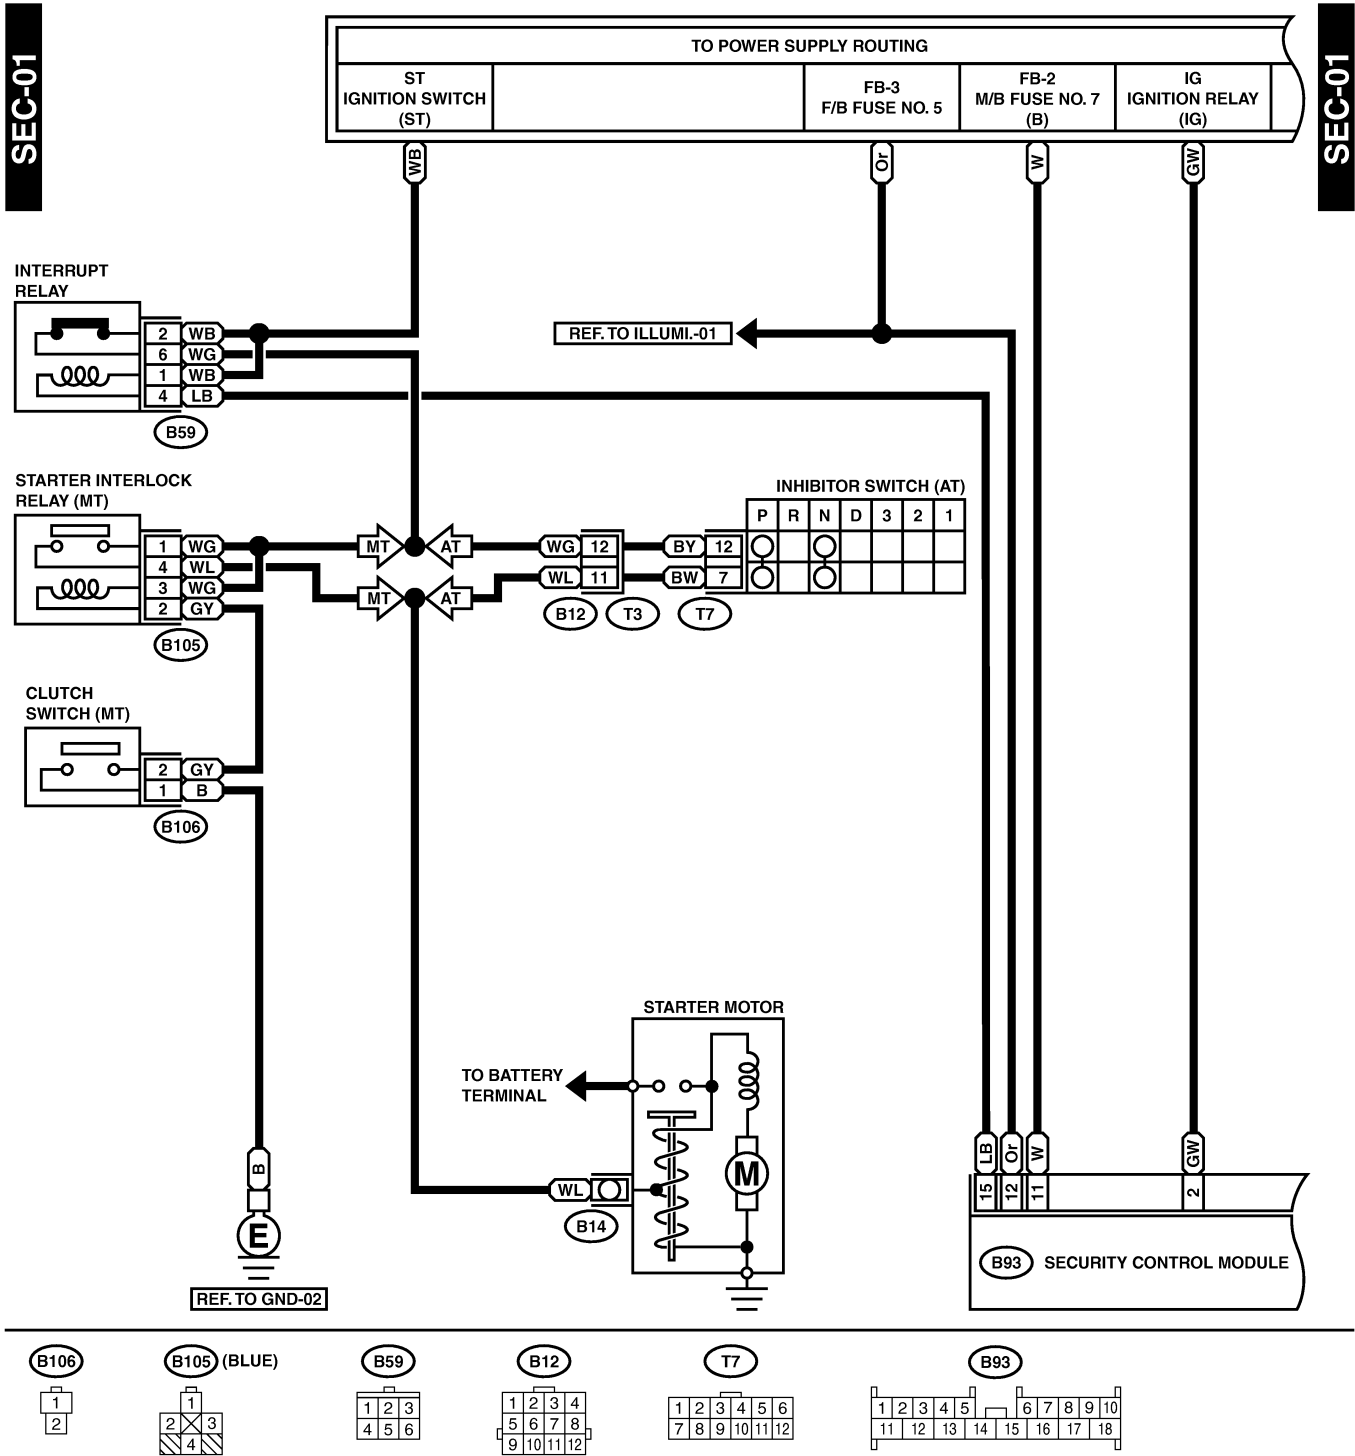 SEC-01
SEC-01
TO POWER SUPPLY ROUTING
ST
IGNITION SWITCH
(ST)
FB-3
F/B FUSE NO. 5
FB-2
M/B FUSE NO. 7
(B)
IG
IGNITION RELAY
(IG)
WB
Or
W
GW
INTERRUPT
RELAY
2 WB
6 WG
1 WB
4 LB
B59
REF. TO ILLUMI.-01
STARTER INTERLOCK
RELAY (MT)
1 WG
4 WL
3 WG
2 GY
B105
MT AT
MT AT
WG 12 BY 12
WL 11 BW 7
B12 T3 T7
INHIBITOR SWITCH (AT)
P R N D 3 2 1
CLUTCH
SWITCH (MT)
2 GY
1 B
B106
STARTER MOTOR
TO BATTERY
TERMINAL
M
WL
B14
B
E
REF. TO GND-02
LB Or W GW
15 12 11 2
B93 SECURITY CONTROL MODULE
B106
1
2
B105 (BLUE)
1
2 3
4
B59
1 2 3
4 5 6
B12
1 2 3 4
5 6 7 8
9 10 11 12
T7
1 2 3 4 5 6
7 8 9 10 11 12
B93
1 2 3 4 5 6 7 8 9 10
11 12 13 14 15 16 17 18